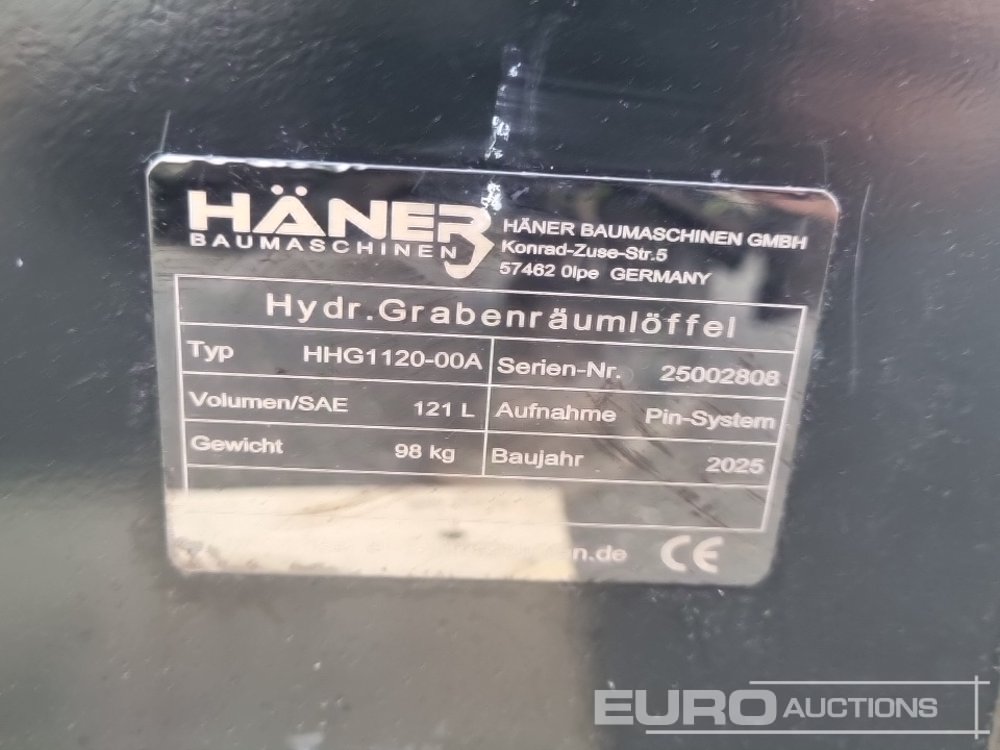 HÄNER
BAUMASCHINEN
HÄNER BAUMASCHINEN GMBH
Konrad-Zuse-Str.5
57462 Olpe GERMANY
Hydr.Grabenräumlöffel
Typ HHG1120-00A
Serien-Nr. 25002808
Volumen/SAE 121 L
Aufnahme Pin-System
Gewicht 98 kg
Baujahr 2025
CE
EURO AUCTIONS